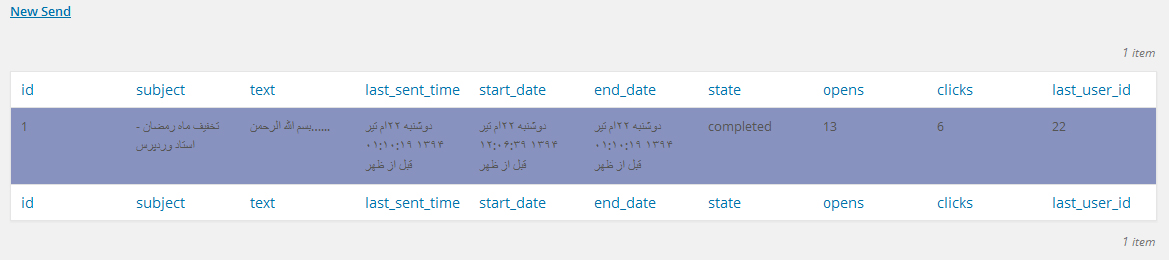 New Send
1 item
id subject text last_sent_time start_date end_date state opens clicks last_user_id
1 تخفیف ماه رمضان - بسم الله الرحمن...... دوشنبه ۲۲ام تیر دوشنبه ۲۲ام تیر دوشنبه ۲۲ام تیر completed 13 6 22
استاد وردپرس ۱۳۹۴ ۰۱:۱۰:۱۹ ۱۳۹۴ ۱۲:۰۶:۳۹ ۱۳۹۴ ۰۱:۱۰:۱۹
قبل از ظهر قبل از ظهر قبل از ظهر
id subject text last_sent_time start_date end_date state opens clicks last_user_id
1 item